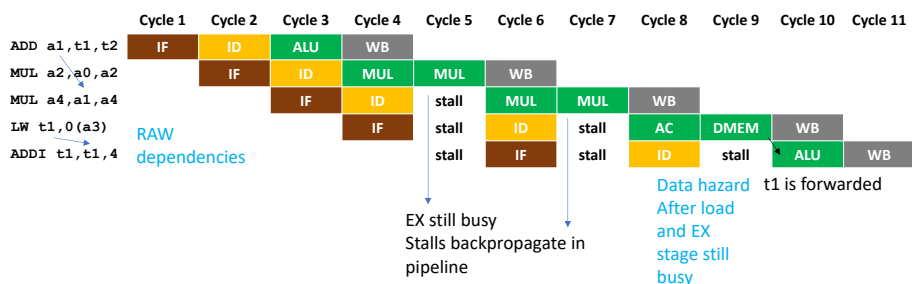 Cycle 1 Cycle 2 Cycle 3 Cycle 4 Cycle 5 Cycle 6 Cycle 7 Cycle 8 Cycle 9 Cycle 10 Cycle 11
ADD a1,t1,t2 IF ID ALU WB
MUL a2,a0,a2 IF ID MUL MUL WB
MUL a4,a1,a4 IF ID stall MUL MUL WB
LW t1,0(a3) IF stall ID stall AC DMEM WB
ADDI t1,t1,4 stall IF stall ID stall ALU WB
RAW
dependencies
EX still busy
Stalls backpropagate in
pipeline
Data hazard
After load
and EX
stage still
busy
t1 is forwarded